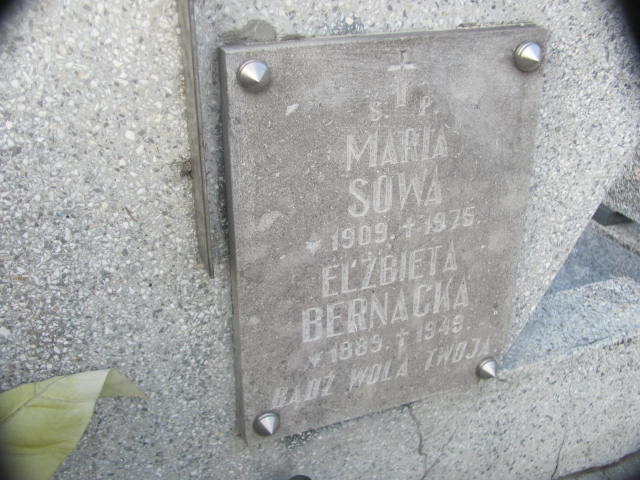 Ś. P.
MARIA
SOWA
* 1909. † 1975.
ELŻBIETA
BERNACKA
* 1889. † 1949.
BĄDŹ WOLA TWOJA